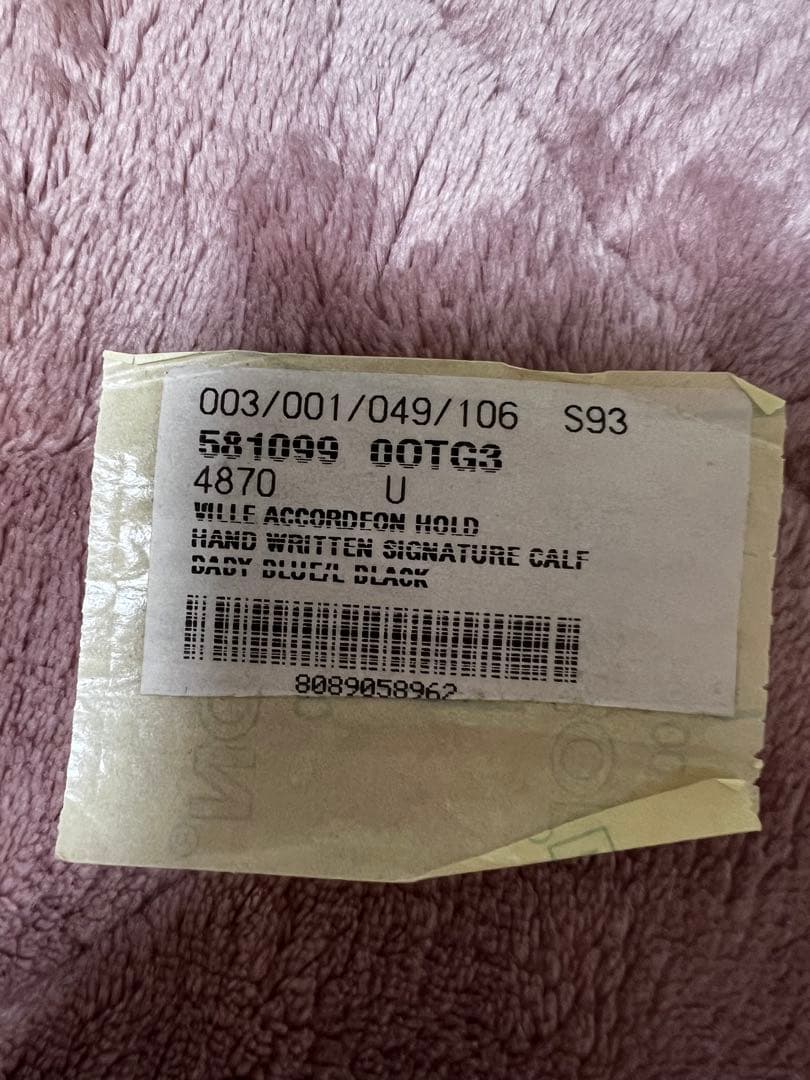 003/001/049/106 S93
581099 00TG3
4870 U
VILLE ACCORDEON HOLD
HAND WRITTEN SIGNATURE CALF
BABY BLUE/L BLACK
8089058962